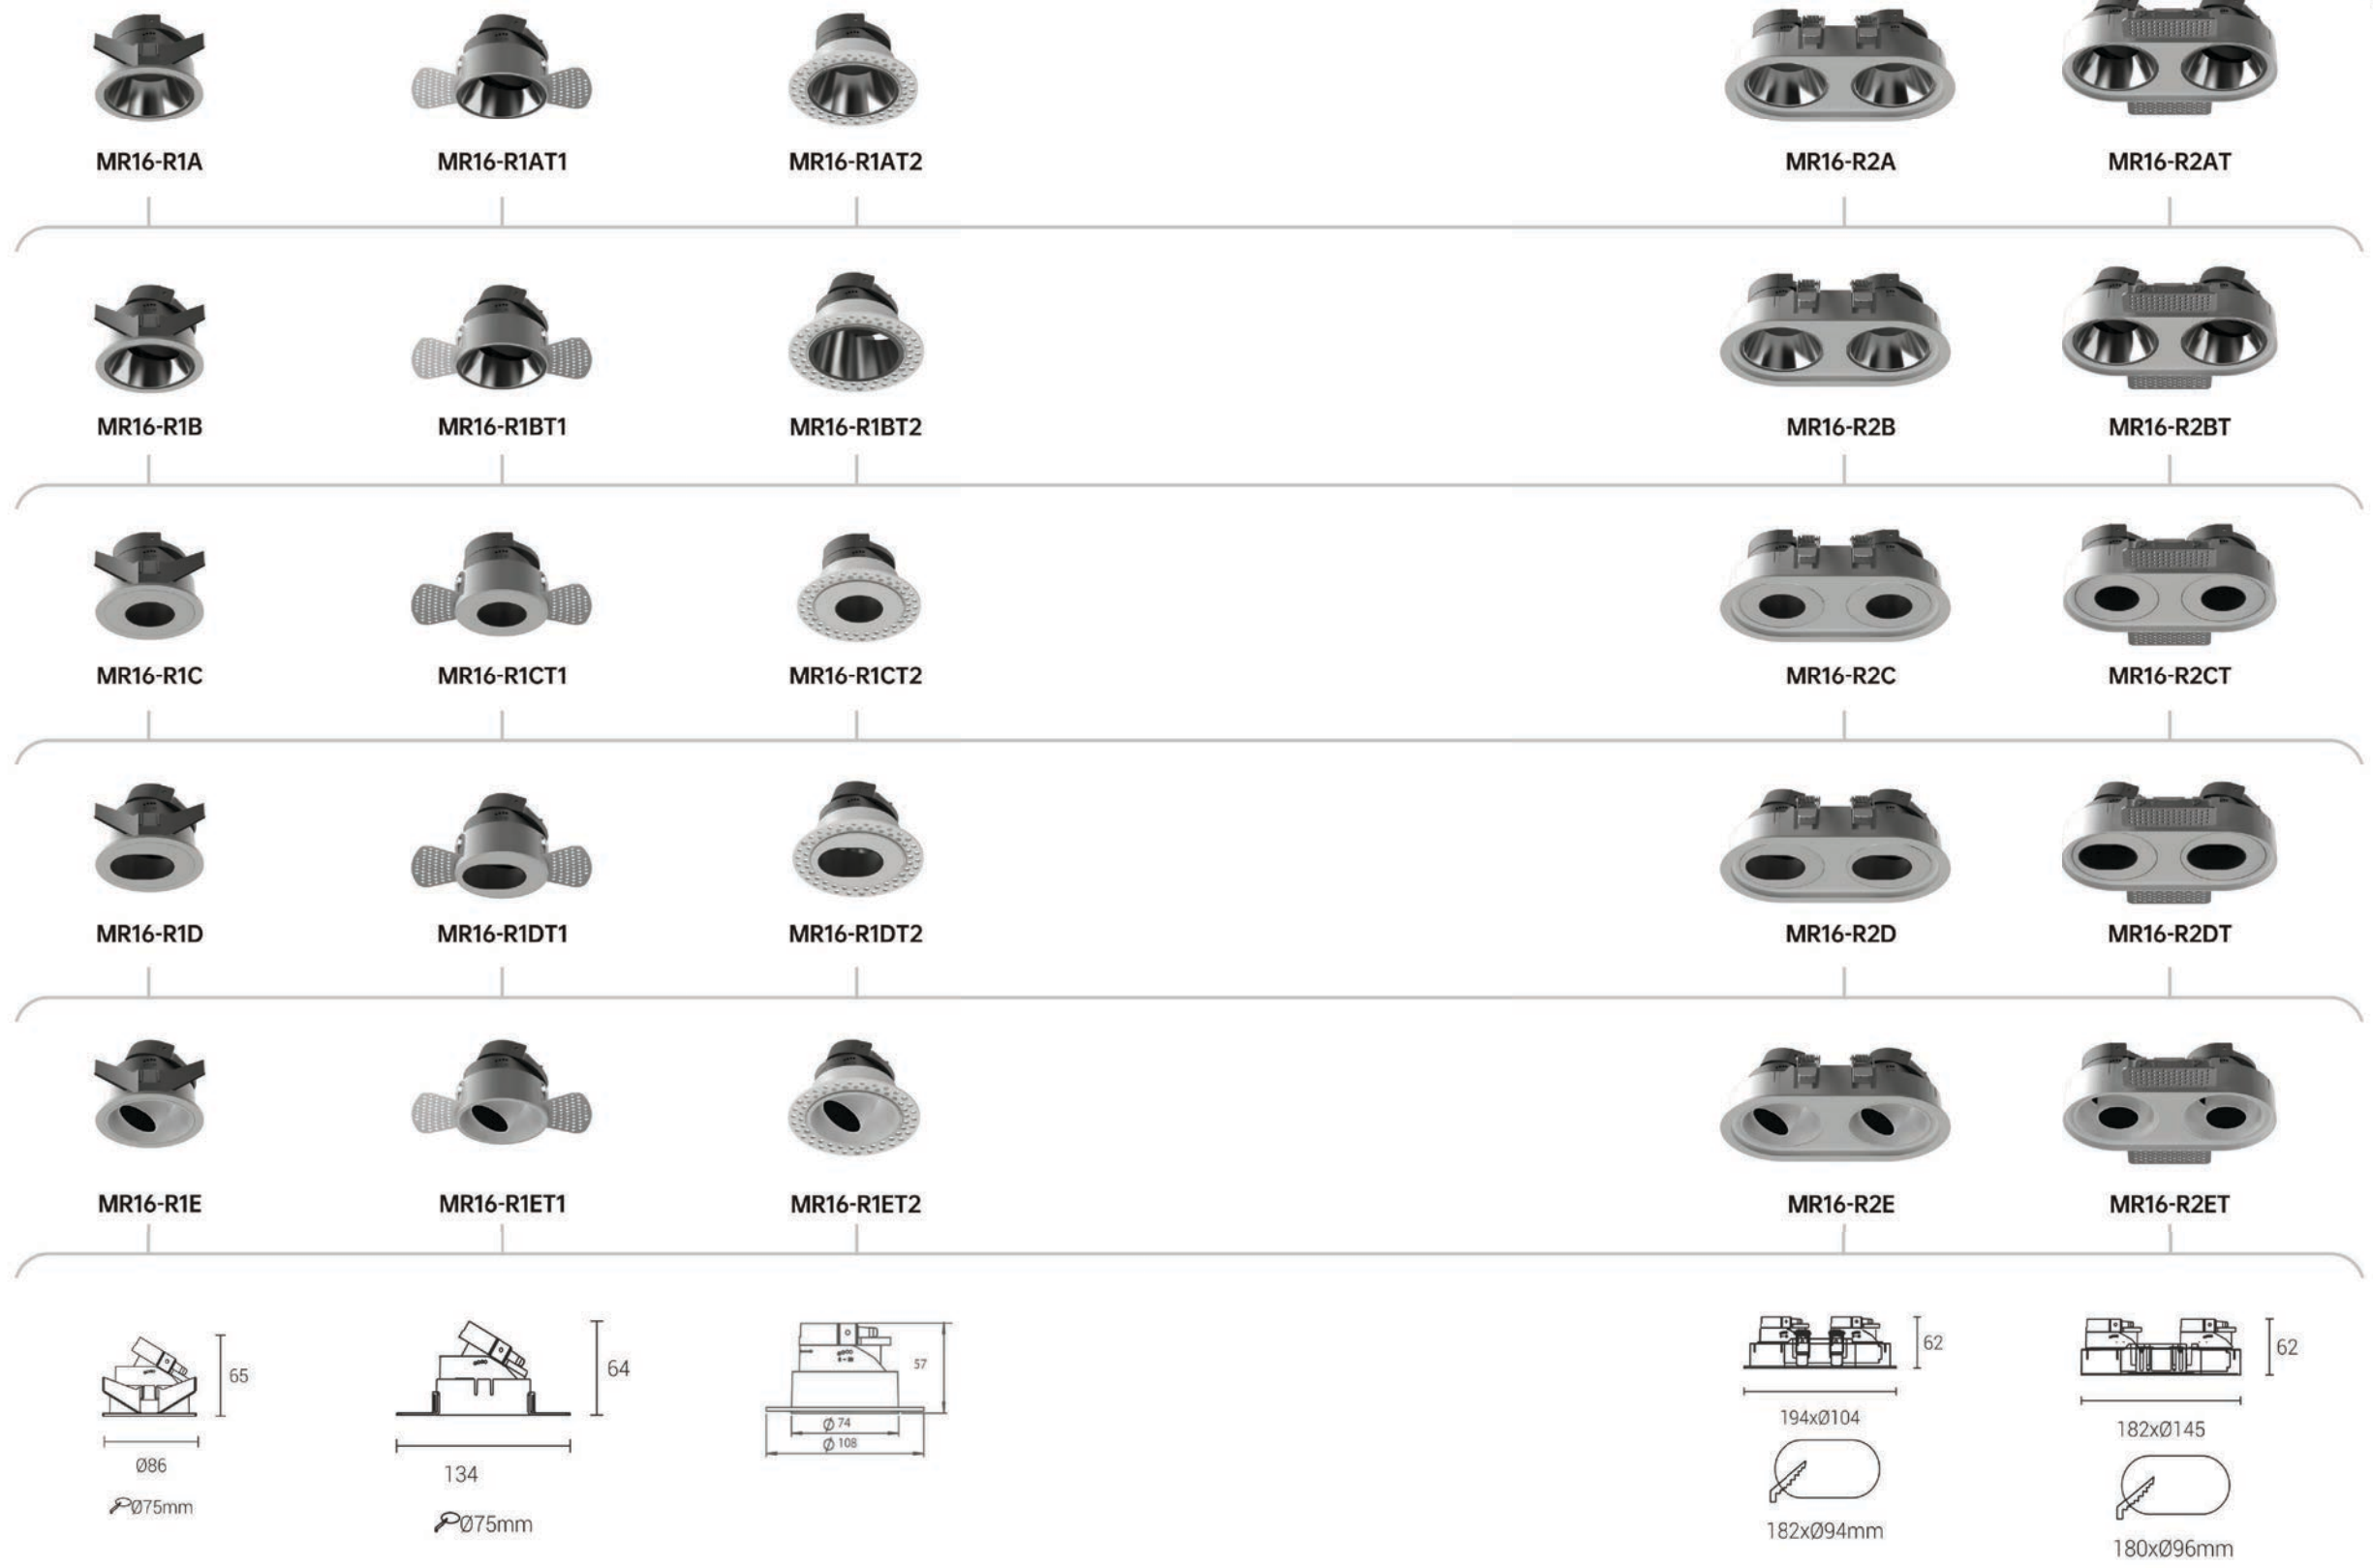 MR16-R1A MR16-R1AT1 MR16-R1AT2 MR16-R2A MR16-R2AT
MR16-R1B MR16-R1BT1 MR16-R1BT2 MR16-R2B MR16-R2BT
MR16-R1C MR16-R1CT1 MR16-R1CT2 MR16-R2C MR16-R2CT
MR16-R1D MR16-R1DT1 MR16-R1DT2 MR16-R2D MR16-R2DT
MR16-R1E MR16-R1ET1 MR16-R1ET2 MR16-R2E MR16-R2ET
65
Ø86
Ø75mm
64
134
Ø75mm
57
Ø 74
Ø 108
62
194xØ104
182xØ94mm
62
182xØ145
180xØ96mm